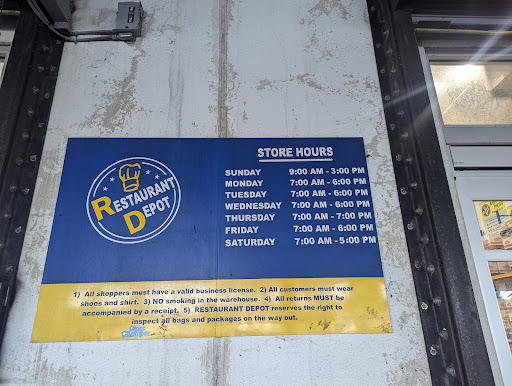 STORE HOURS
RESTAURANT
DEPOT
SUNDAY 9:00 AM - 3:00 PM
MONDAY 7:00 AM - 6:00 PM
TUESDAY 7:00 AM - 6:00 PM
WEDNESDAY 7:00 AM - 6:00 PM
THURSDAY 7:00 AM - 7:00 PM
FRIDAY 7:00 AM - 6:00 PM
SATURDAY 7:00 AM - 5:00 PM
1) All shoppers must have a valid business license. 2) All customers must wear
shoes and shirt. 3) NO smoking in the warehouse. 4) All returns MUST be
accompanied by a receipt. 5) RESTAURANT DEPOT reserves the right to
inspect all bags and packages on the way out.